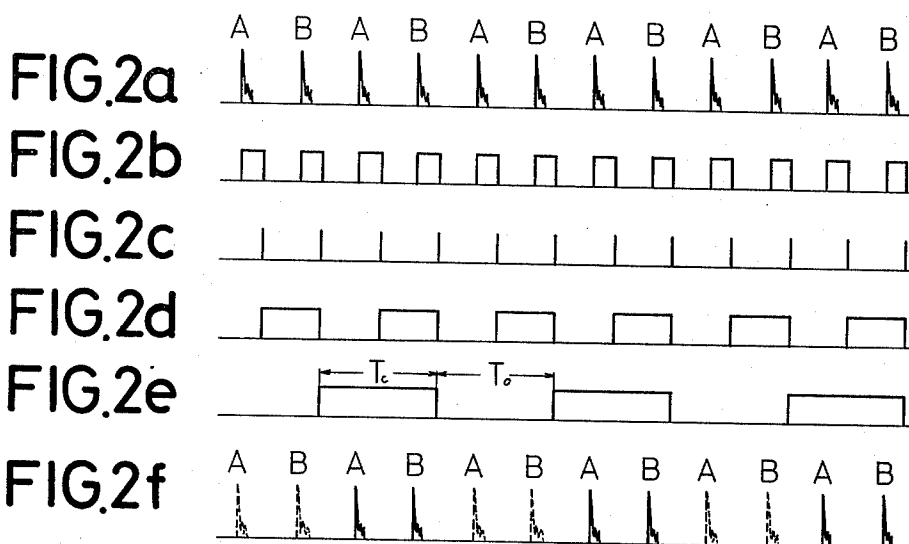 A B A B A B A B A B A B
FIG.2a
FIG.2b
FIG.2c
FIG.2d
FIG.2e
Tc To
A B A B A B A B A B A B
FIG.2f